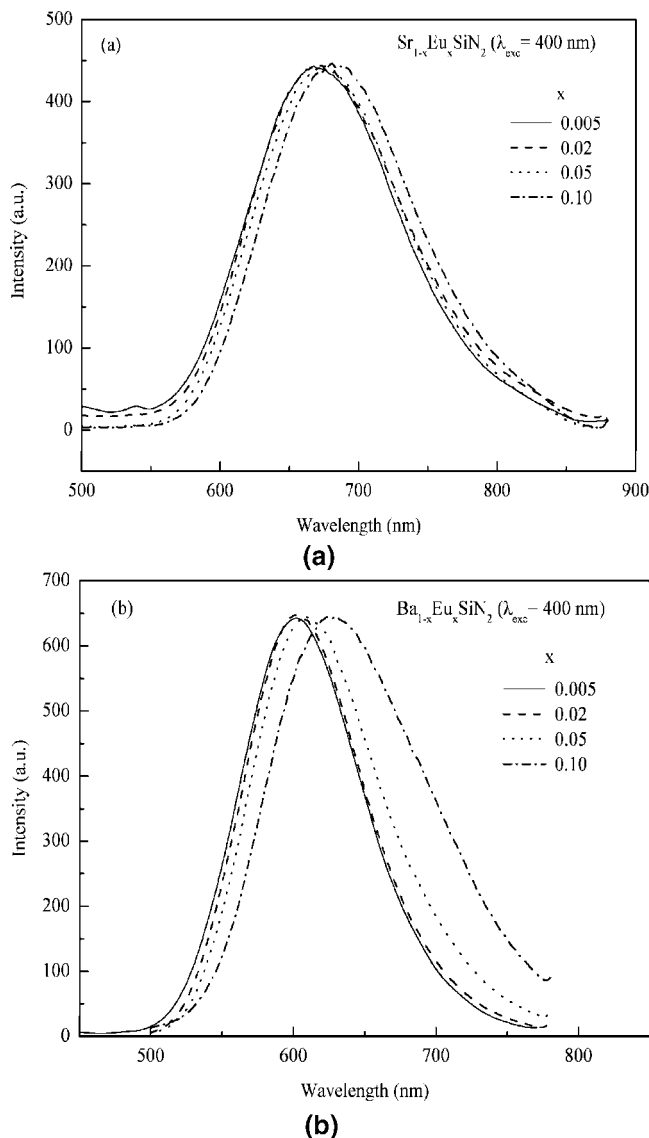 (a)
Sr1-xEuxSiN2 (λexc= 400 nm)
x
0.005
0.02
0.05
0.10
Intensity (a.u.)
500
400
300
200
100
0
500 600 700 800 900
Wavelength (nm)
(a)
(b)
Ba1-xEuxSiN2 (λexc– 400 nm)
x
0.005
0.02
0.05
0.10
Intensity (a.u.)
700
600
500
400
300
200
100
0
500 600 700 800
Wavelength (nm)
(b)